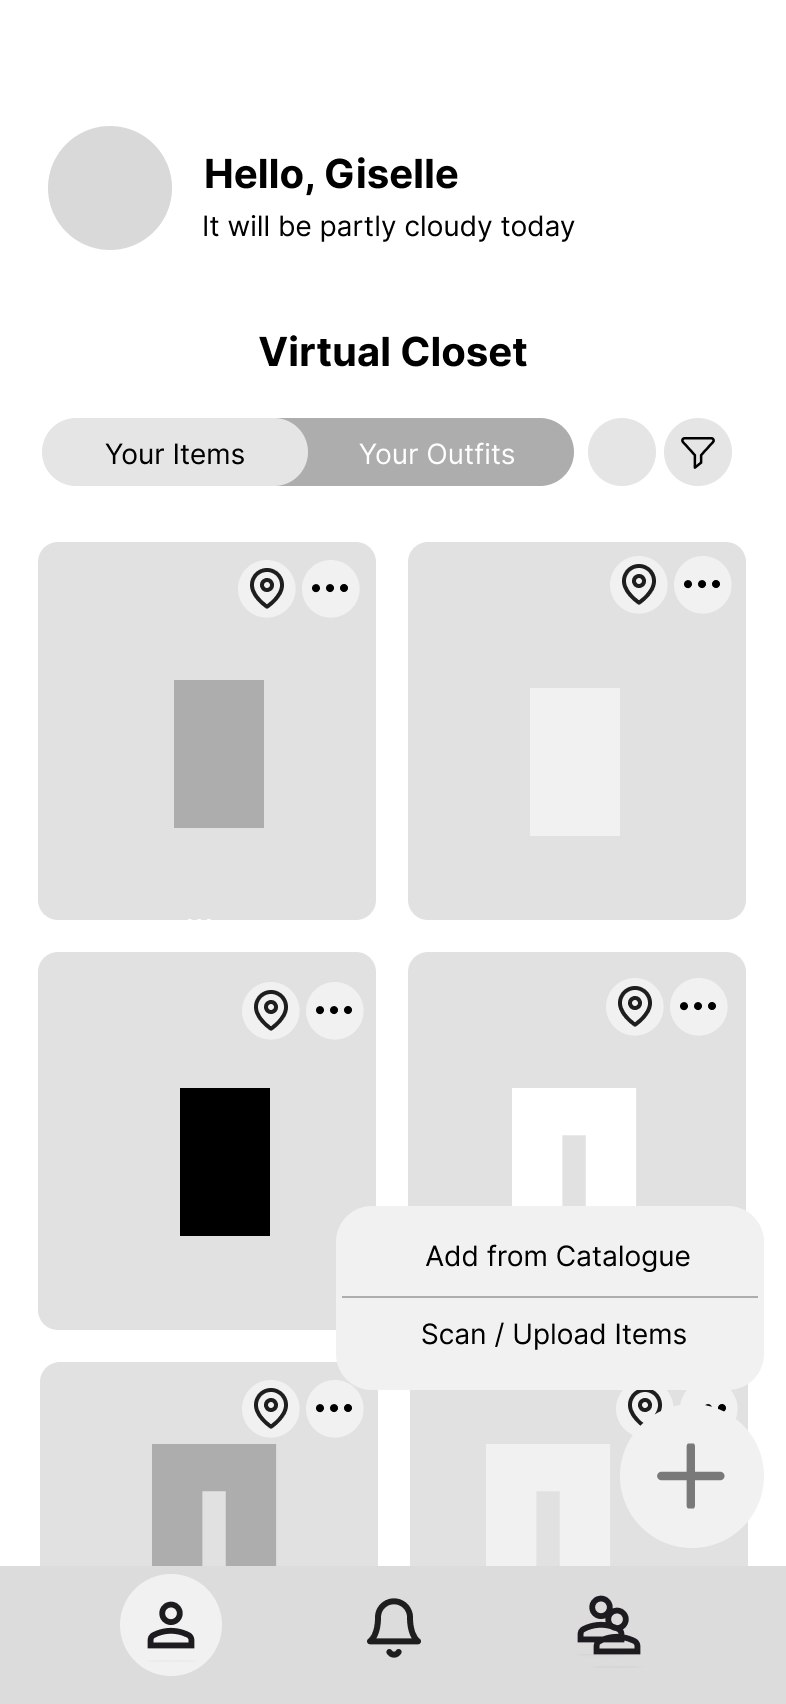 Hello, Giselle
It will be partly cloudy today
Virtual Closet
Your Items
Your Outfits
Add from Catalogue
Scan / Upload Items